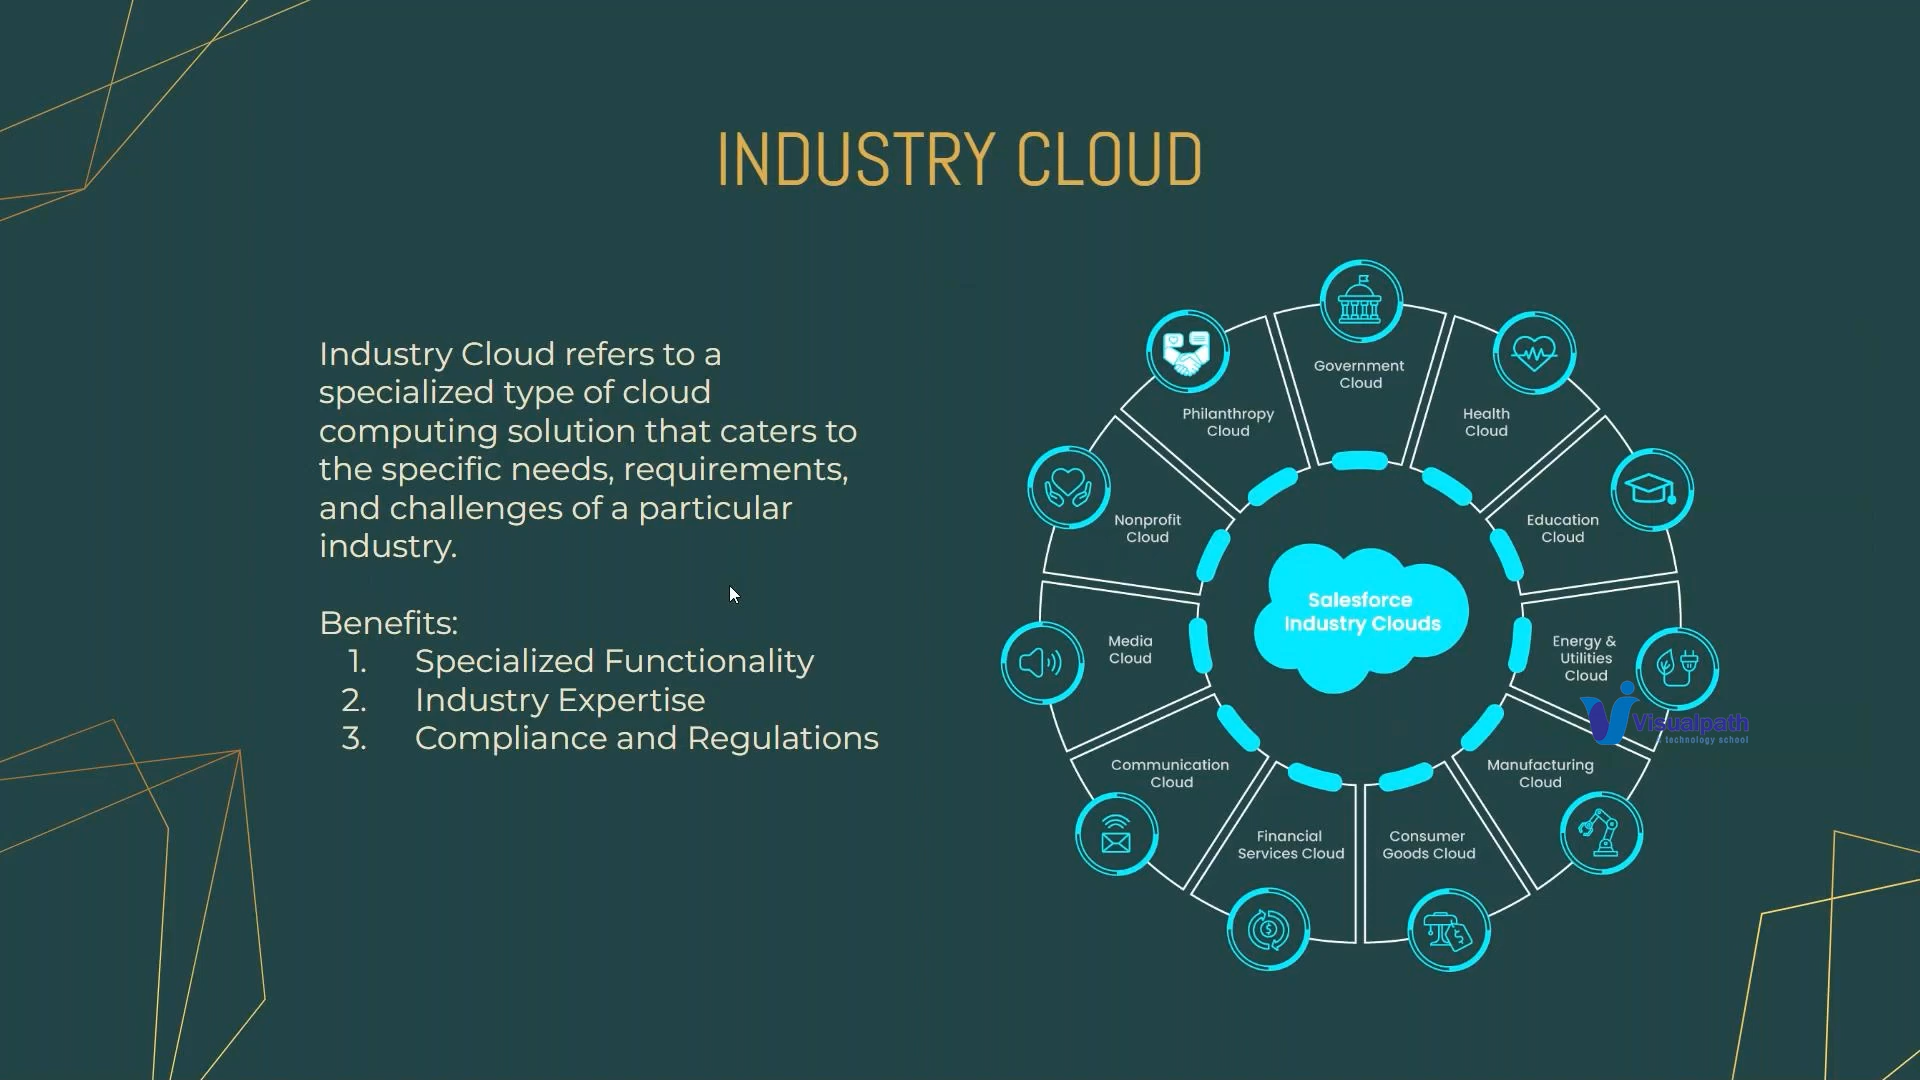 INDUSTRY CLOUD
Industry Cloud refers to a
specialized type of cloud
computing solution that caters to
the specific needs, requirements,
and challenges of a particular
industry.
Benefits:
1. Specialized Functionality
2. Industry Expertise
3. Compliance and Regulations
Government
Cloud
Health
Cloud
Education
Cloud
Energy &
Utilities
Cloud
Manufacturing
Cloud
Consumer
Goods Cloud
Financial
Services Cloud
Communication
Cloud
Media
Cloud
Nonprofit
Cloud
Philanthropy
Cloud
Salesforce
Industry Clouds
Visualpath
a technology school